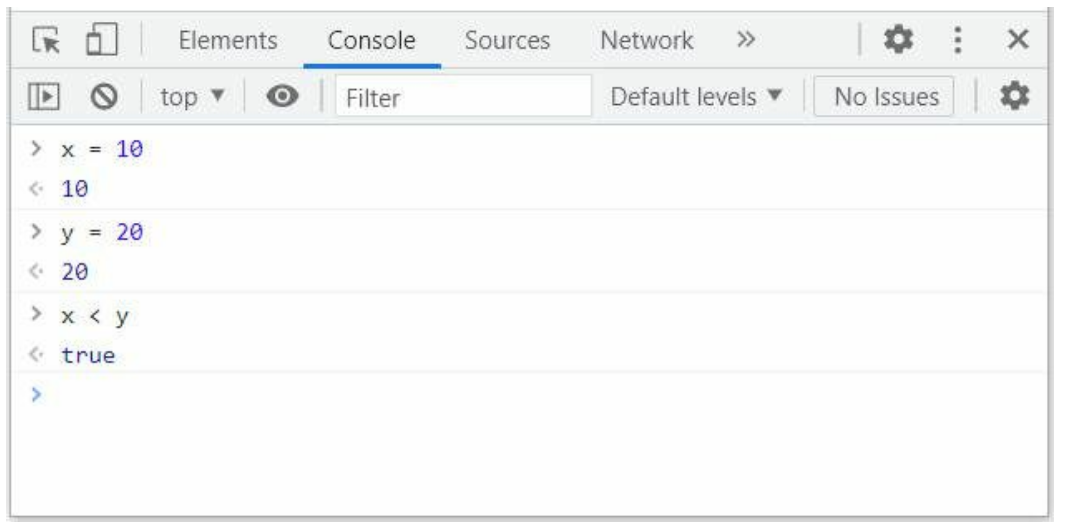 Elements Console Sources Network »
top ▼ Filter Default levels ▼ No Issues
> x = 10
<· 10
> y = 20
<· 20
> x < y
<· true
>